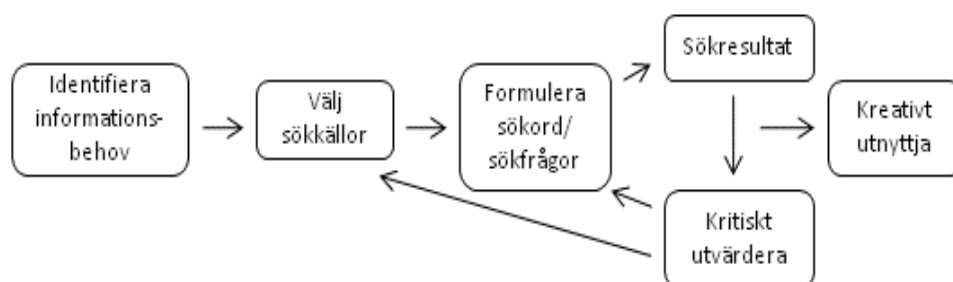 Identifiera
informations-
behov
Välj
sökkällor
Formulera
sökord/
sökfrågor
Sökresultat
Kritiskt
utvärdera
Kreativt
utnyttja